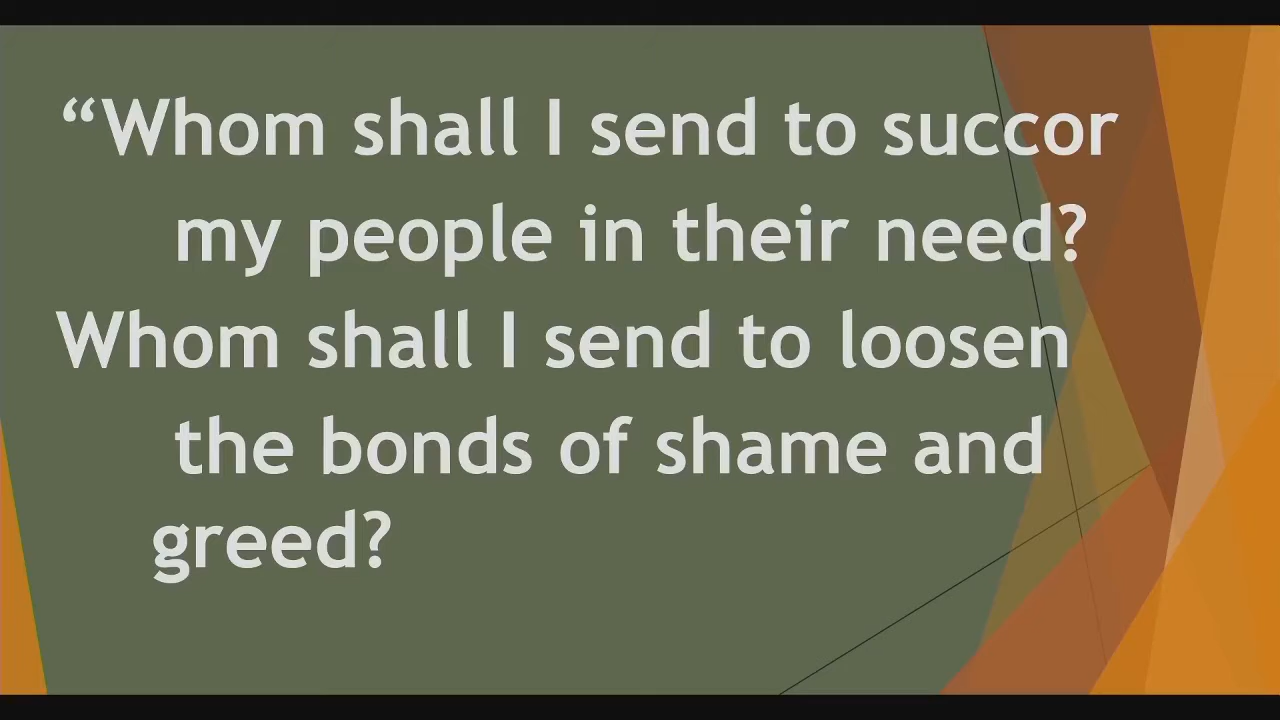 “Whom shall I send to succor
my people in their need?
Whom shall I send to loosen
the bonds of shame and
greed?